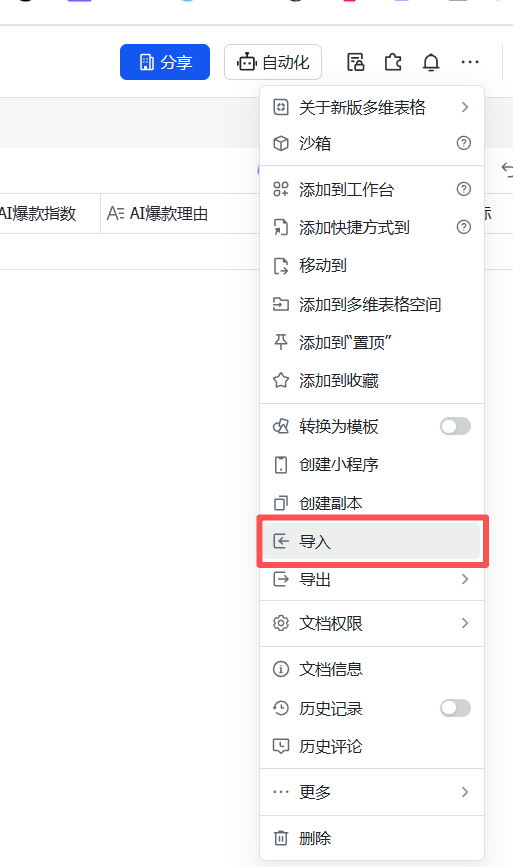 分享
自动化
关于新版多维表格
沙箱
AI爆款指数
AI爆款理由
标
添加到工作台
添加快捷方式到
移动到
添加到多维表格空间
添加到“置顶”
添加到收藏
转换为模板
创建小程序
创建副本
导入
导出
文档权限
文档信息
历史记录
历史评论
更多
删除